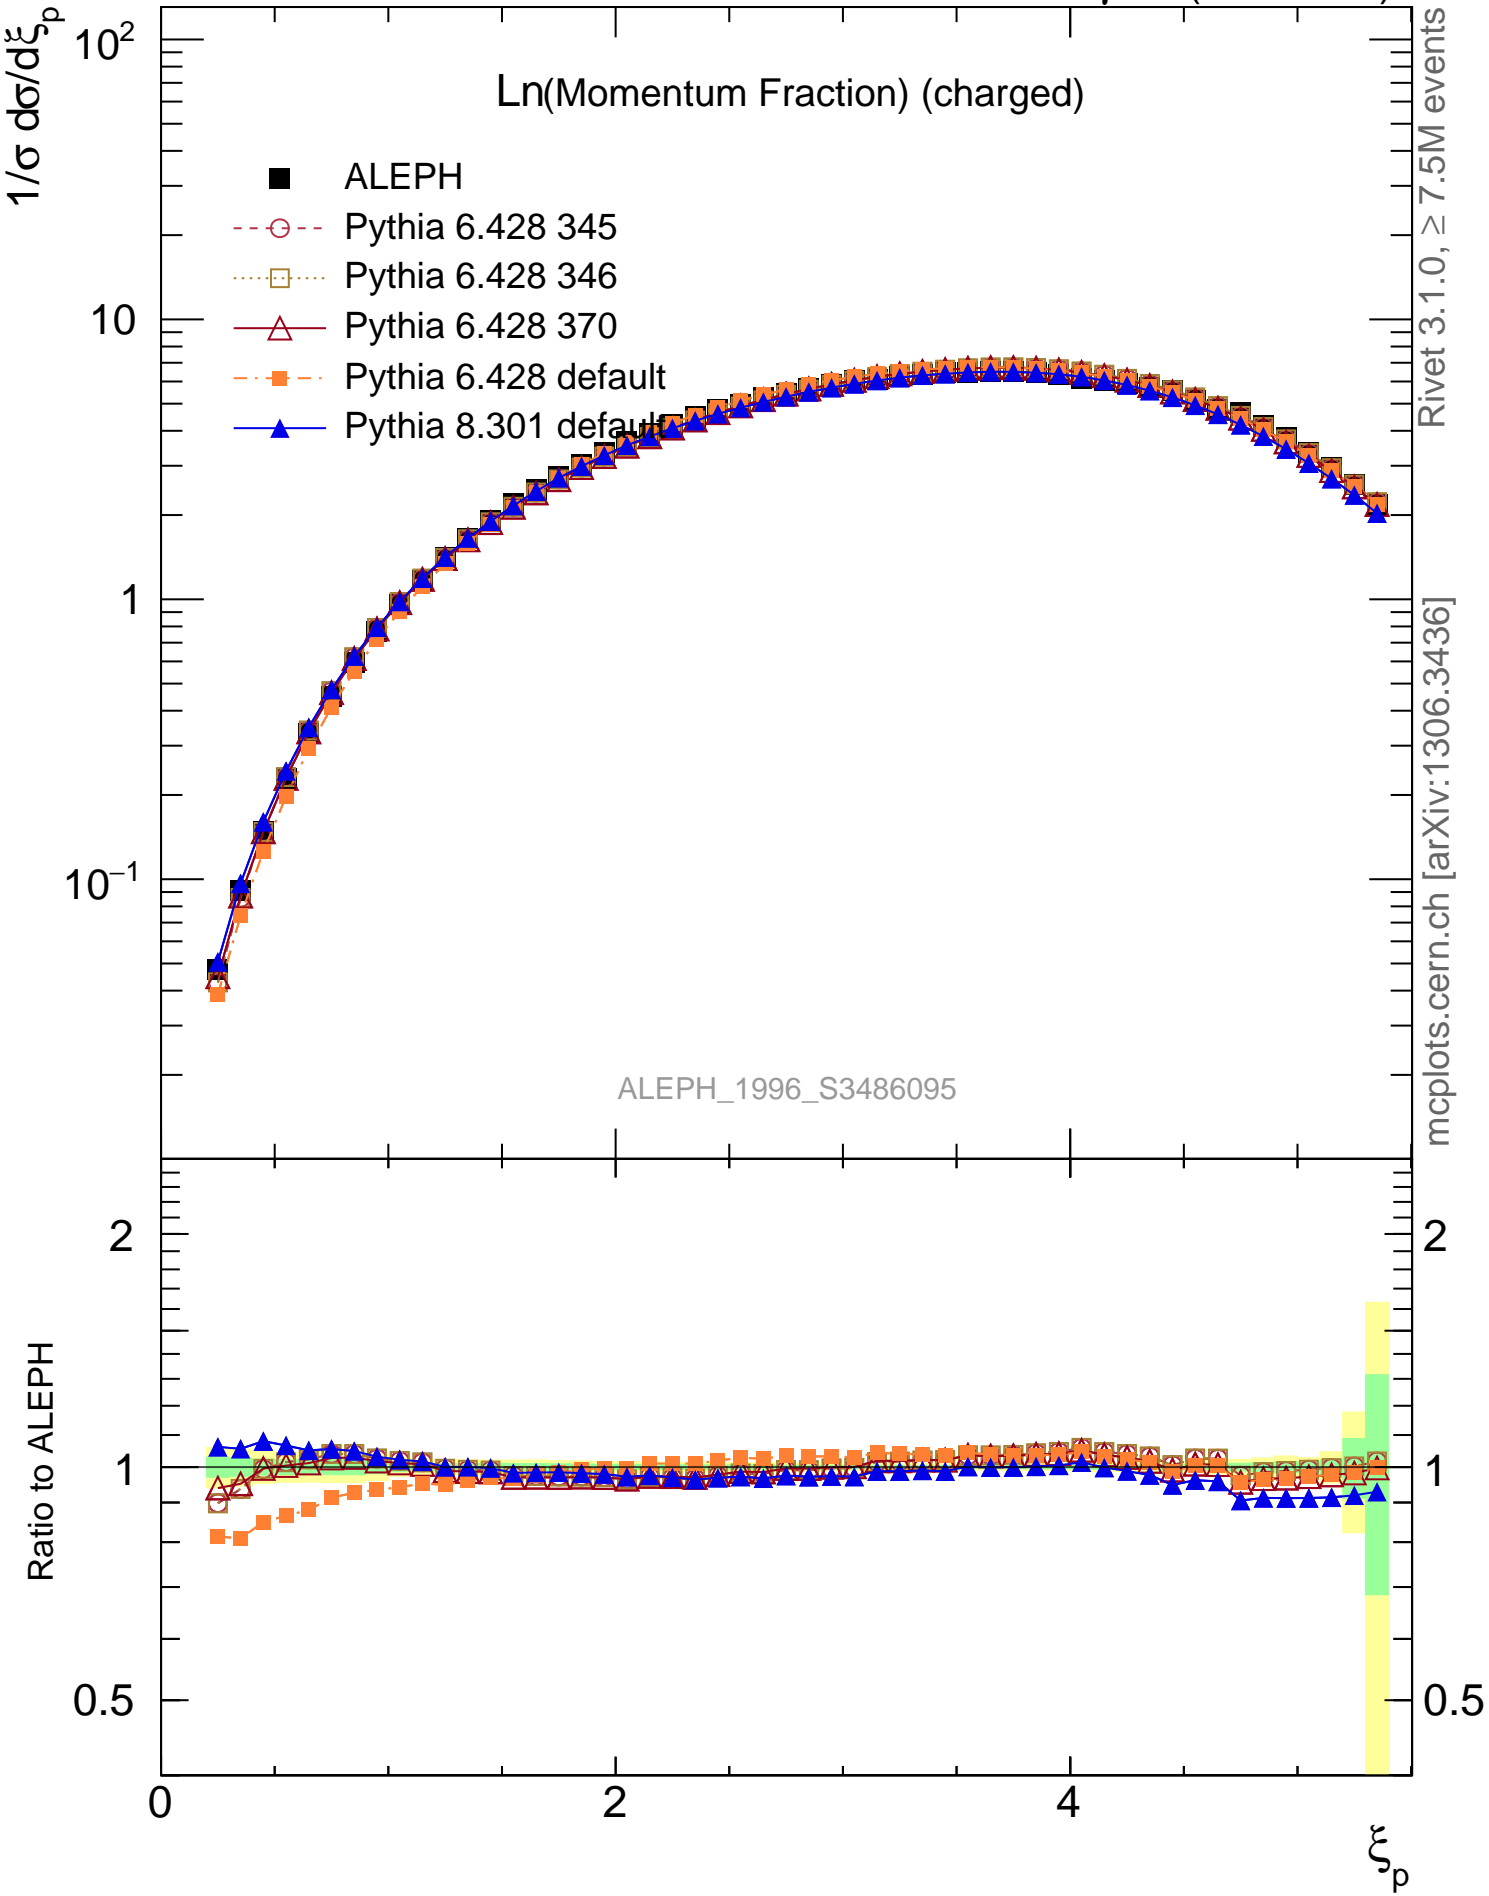 1/σ dσ/dξp
10²
Ln(Momentum Fraction) (charged)
ALEPH
Pythia 6.428 345
Pythia 6.428 346
Pythia 6.428 370
Pythia 6.428 default
Pythia 8.301 default
10
1
10⁻¹
ALEPH_1996_S3486095
Rivet 3.1.0, ≥ 7.5M events
mcplots.cern.ch [arXiv:1306.3436]
Ratio to ALEPH
2
1
0.5
2
1
0.5
0
2
4
ξp